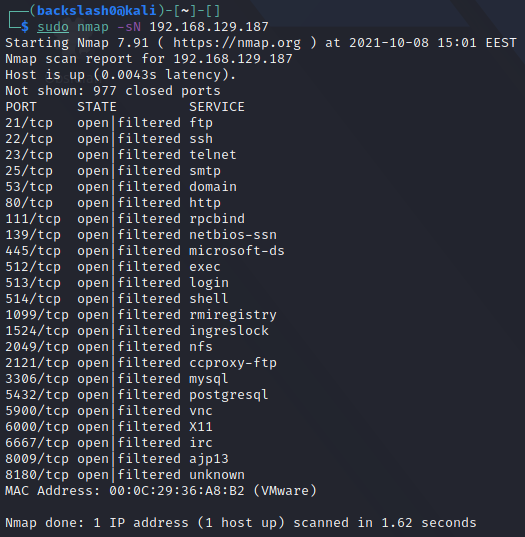 ┌──(backslash0㉿kali)-[~]-[]
└─$ sudo nmap -sN 192.168.129.187
Starting Nmap 7.91 ( https://nmap.org ) at 2021-10-08 15:01 EEST
Nmap scan report for 192.168.129.187
Host is up (0.0043s latency).
Not shown: 977 closed ports
PORT     STATE         SERVICE
21/tcp   open|filtered ftp
22/tcp   open|filtered ssh
23/tcp   open|filtered telnet
25/tcp   open|filtered smtp
53/tcp   open|filtered domain
80/tcp   open|filtered http
111/tcp  open|filtered rpcbind
139/tcp  open|filtered netbios-ssn
445/tcp  open|filtered microsoft-ds
512/tcp  open|filtered exec
513/tcp  open|filtered login
514/tcp  open|filtered shell
1099/tcp open|filtered rmiregistry
1524/tcp open|filtered ingreslock
2049/tcp open|filtered nfs
2121/tcp open|filtered ccproxy-ftp
3306/tcp open|filtered mysql
5432/tcp open|filtered postgresql
5900/tcp open|filtered vnc
6000/tcp open|filtered X11
6667/tcp open|filtered irc
8009/tcp open|filtered ajp13
8180/tcp open|filtered unknown
MAC Address: 00:0C:29:36:A8:B2 (VMware)
Nmap done: 1 IP address (1 host up) scanned in 1.62 seconds